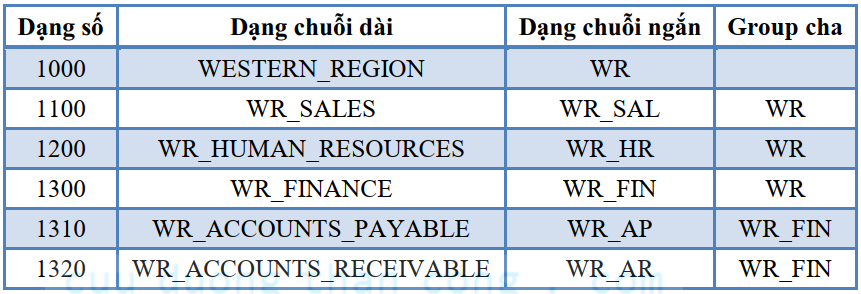 Dạng số Dạng chuỗi dài Dạng chuỗi ngắn Group cha
1000 WESTERN_REGION WR
1100 WR_SALES WR_SAL WR
1200 WR_HUMAN_RESOURCES WR_HR WR
1300 WR_FINANCE WR_FIN WR
1310 WR_ACCOUNTS_PAYABLE WR_AP WR_FIN
1320 WR_ACCOUNTS_RECEIVABLE WR_AR WR_FIN
cuu duong than cong . com